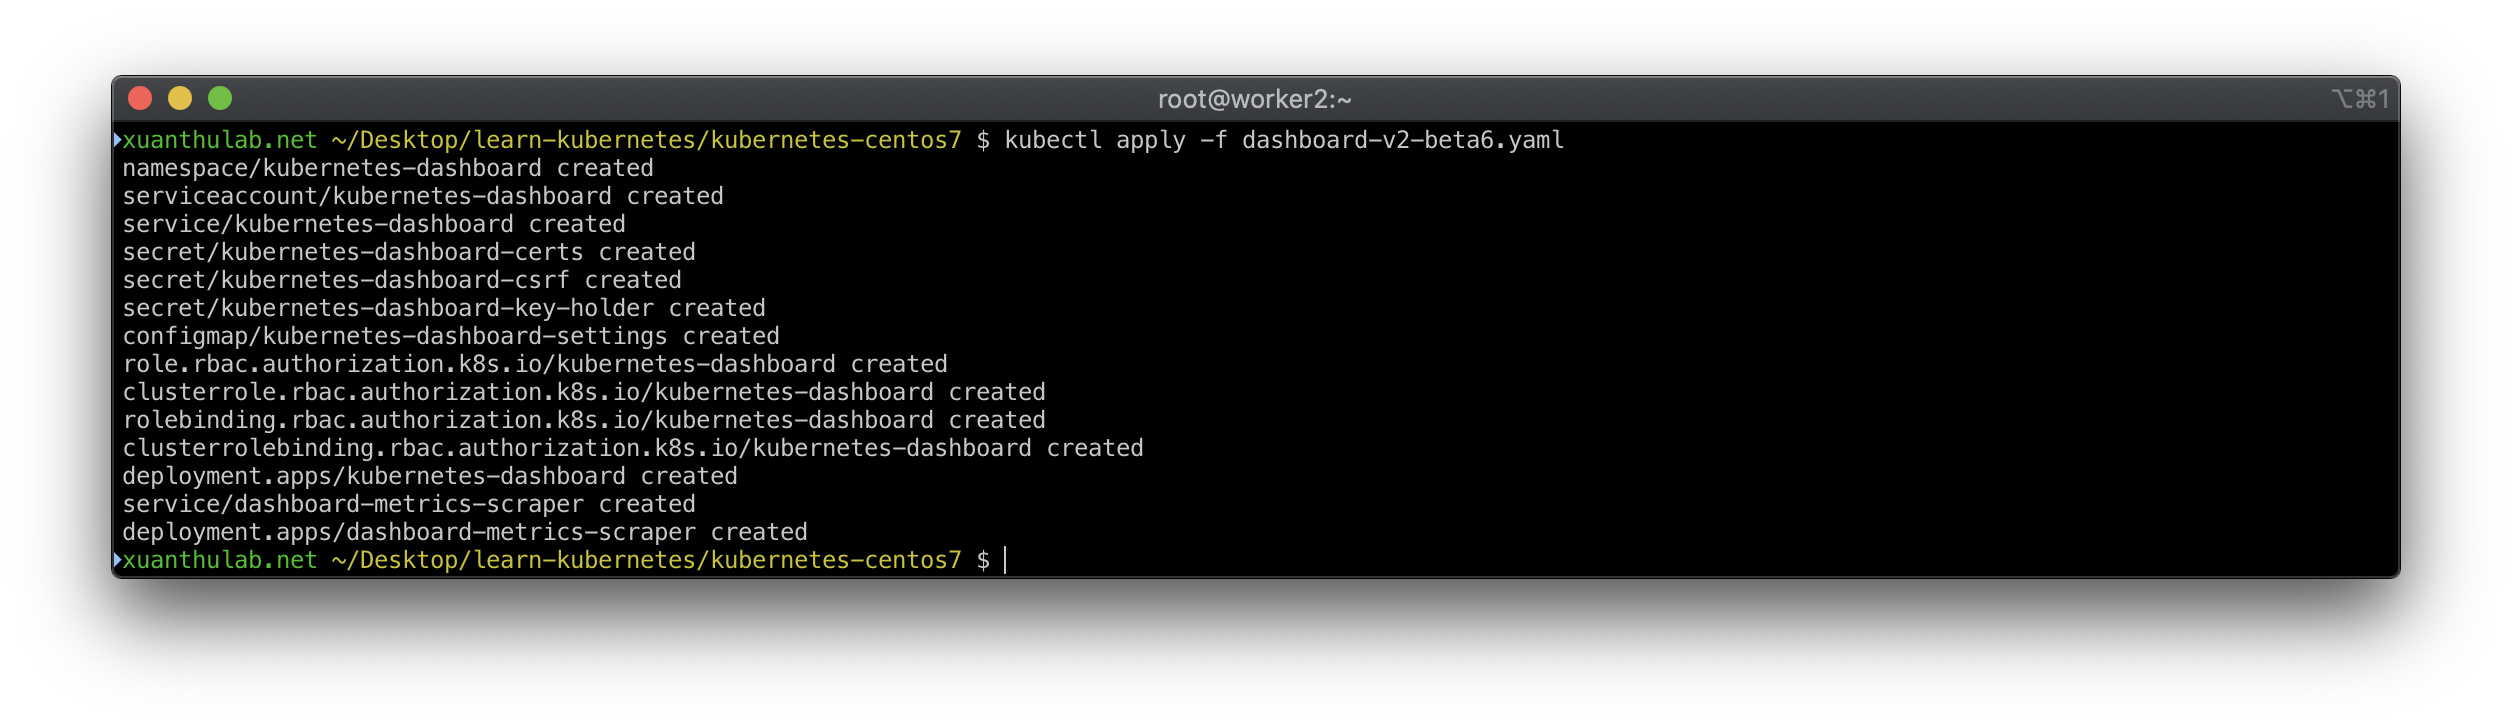 root@worker2:~
⌥⌘1
xuanthulab.net ~/Desktop/learn-kubernetes/kubernetes-centos7 $ kubectl apply -f dashboard-v2-beta6.yaml
namespace/kubernetes-dashboard created
serviceaccount/kubernetes-dashboard created
service/kubernetes-dashboard created
secret/kubernetes-dashboard-certs created
secret/kubernetes-dashboard-csrf created
secret/kubernetes-dashboard-key-holder created
configmap/kubernetes-dashboard-settings created
role.rbac.authorization.k8s.io/kubernetes-dashboard created
clusterrole.rbac.authorization.k8s.io/kubernetes-dashboard created
rolebinding.rbac.authorization.k8s.io/kubernetes-dashboard created
clusterrolebinding.rbac.authorization.k8s.io/kubernetes-dashboard created
deployment.apps/kubernetes-dashboard created
service/dashboard-metrics-scraper created
deployment.apps/dashboard-metrics-scraper created
xuanthulab.net ~/Desktop/learn-kubernetes/kubernetes-centos7 $